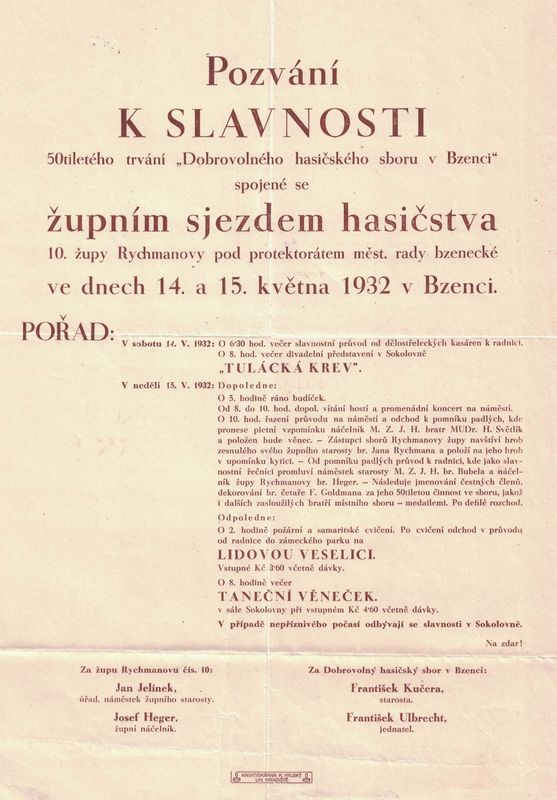 Pozvání
K SLAVNOSTI
50tiletého trvání „Dobrovolného hasičského sboru v Bzenci“
spojené se
župním sjezdem hasičstva
10. župy Rychmanovy pod protektorátem měst. rady bzenecké
ve dnech 14. a 15. května 1932 v Bzenci.
POŘAD:
V sobotu 14. V. 1932: O 6·30 hod. večer slavnostní průvod od dělostřeleckých kasáren k radnici.
O 8. hod. večer divadelní představení v Sokolovně
„TULÁCKÁ KREV”.
V neděli 15. V. 1932: Dopoledne:
O 5. hodině ráno budíček.
Od 8. do 10. hod. dopol. vítání hostí a promenádní koncert na náměstí.
O 10. hod. řazení průvodu na náměstí a odchod k pomníku padlých, kde
pronese pietní vzpomínku náčelník M. Z. J. H. bratr MUDr. H. Světlík
a položen bude věnec. – Zástupci sborů Rychmanovy župy navštíví hrob
zesnulého svého župního starosty br. Jana Rychmana a položí na jeho hrob
v upomínku kytici. – Od pomníku padlých průvod k radnici, kde jako slav-
nostní řečníci promluví náměstek starosty M. Z. J. H. br. Bubela a náčel-
ník župy Rychmanovy br. Heger. – Následuje jmenování čestných členů,
dekorování br. četaře F. Goldmana za jeho 50tiletou činnost ve sboru, jakož
i dalších zasloužilých bratří místního sboru – medailemi. Po defilé rozchod.
Odpoledne:
O 2. hodině požární a samaritské cvičení. Po cvičení odchod v průvodu
od radnice do zámeckého parku na
LIDOVOU VESELICI.
Vstupné Kč 3·60 včetně dávky.
O 8. hodině večer
TANEČNÍ VĚNEČEK.
v sále Sokolovny při vstupném Kč 4·60 včetně dávky.
V případě nepříznivého počasí odbývají se slavnosti v Sokolovně.
Na zdar!
Za župu Rychmanovu čís. 10:
Jan Jelínek,
úřad. náměstek župního starosty.
Josef Heger,
župní náčelník.
Za Dobrovolný hasičský sbor v Bzenci:
František Kučera,
starosta.
František Ulbrecht,
jednatel.
KNIHTISKÁRNA K. HILSKÝ
UH. HRADIŠTĚ